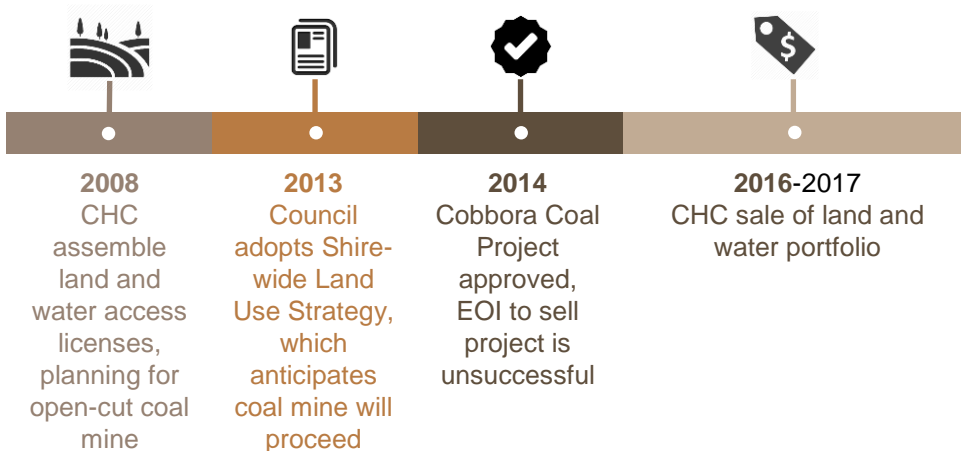 2008
CHC
assemble
land and
water access
licenses,
planning for
open-cut coal
mine
2013
Council
adopts Shire-
wide Land
Use Strategy,
which
anticipates
coal mine will
proceed
2014
Cobbora Coal
Project
approved,
EOI to sell
project is
unsuccessful
2016-2017
CHC sale of land and
water portfolio
$